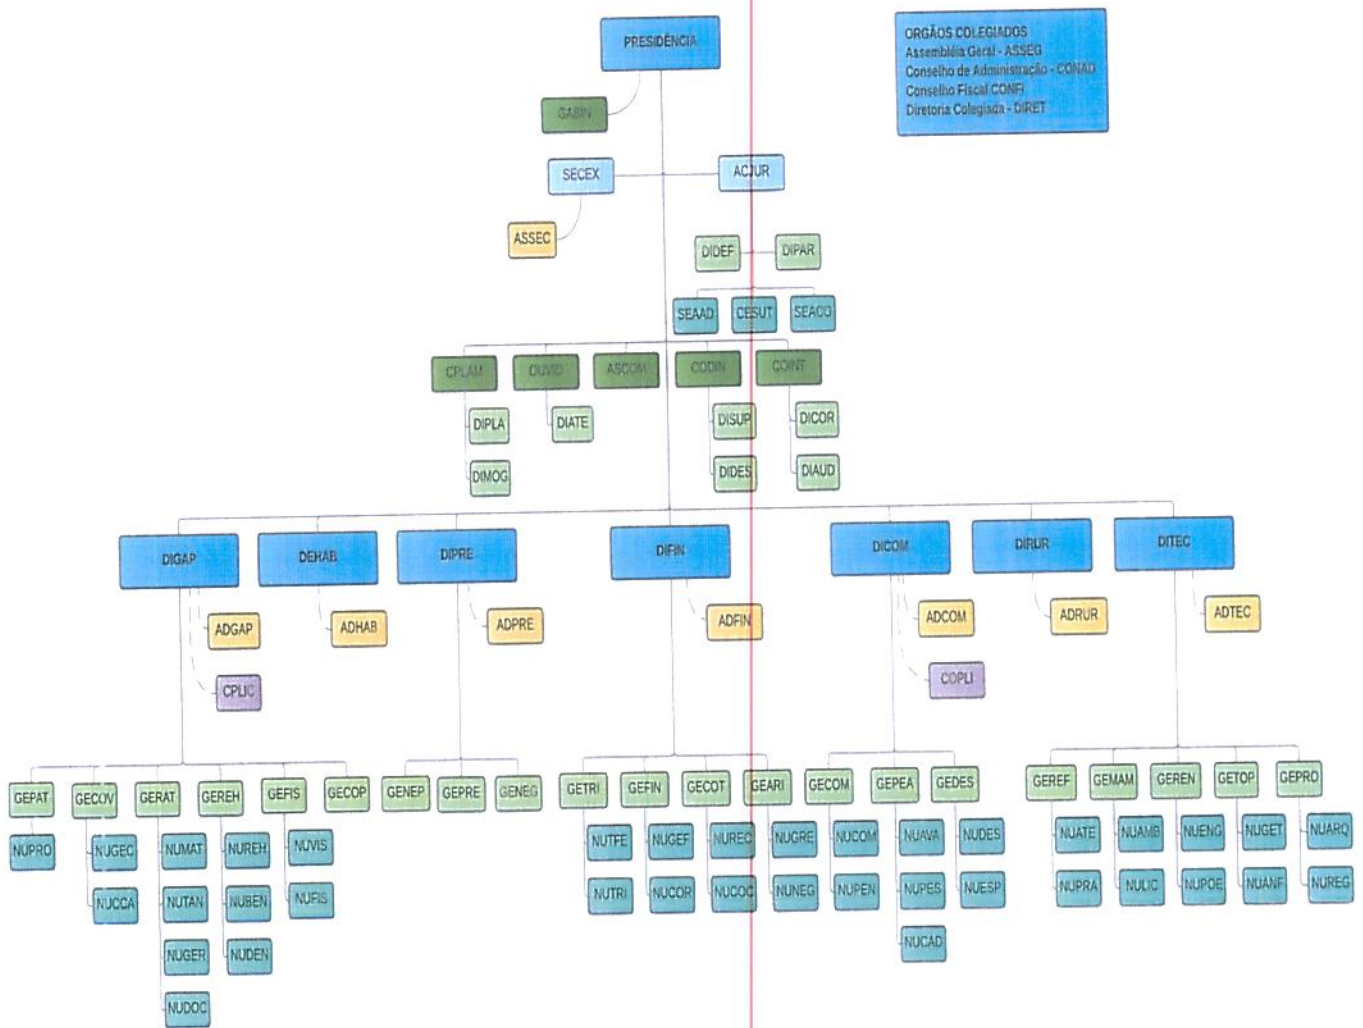 PRESIDÊNCIA
ORGÃOS COLEGIADOS
Assembléia Geral - ASSEG
Conselho de Administração - CONAD
Conselho Fiscal CONFI
Diretoria Colegiada - DIRET
GABIN
SECEX ACJUR
ASSEC
DIDEF DIPAR
SEAAD CESUT SEACO
CPLAM OUVID ASCOM CODIN COINT
DIPLA DIATE DISUP DICOR
DIMOG DIDES DIAUD
DIGAP DEHAB DIPRE DIFIN DICOM DIRUR DITEC
ADGAP ADHAB ADPRE ADFIN ADCOM ADRUR ADTEC
CPLIC COPLI
GEPAT GECOV GERAT GEREH GEFIS GECOP GENEP GEPRE GENEG GETRI GEFIN GECOT GEARI GECOM GEPEA GEDES GEREF GEMAM GEREN GETOP GEPRO
NUPRO NUGEC NUMAT NUREH NUVIS NUTFE NUGEF NUREC NUGRE NUCOM NUAVA NUDES NUATE NUAMB NUENG NUGET NUARQ
NUCCA NUTAN NUBEN NUFIS NUTRI NUCOR NUCOC NUNEG NUPEN NUPES NUESP NUPRA NULIC NUPOE NUANF NUREG
NUGER NUDEN NUCAD
NUDOC